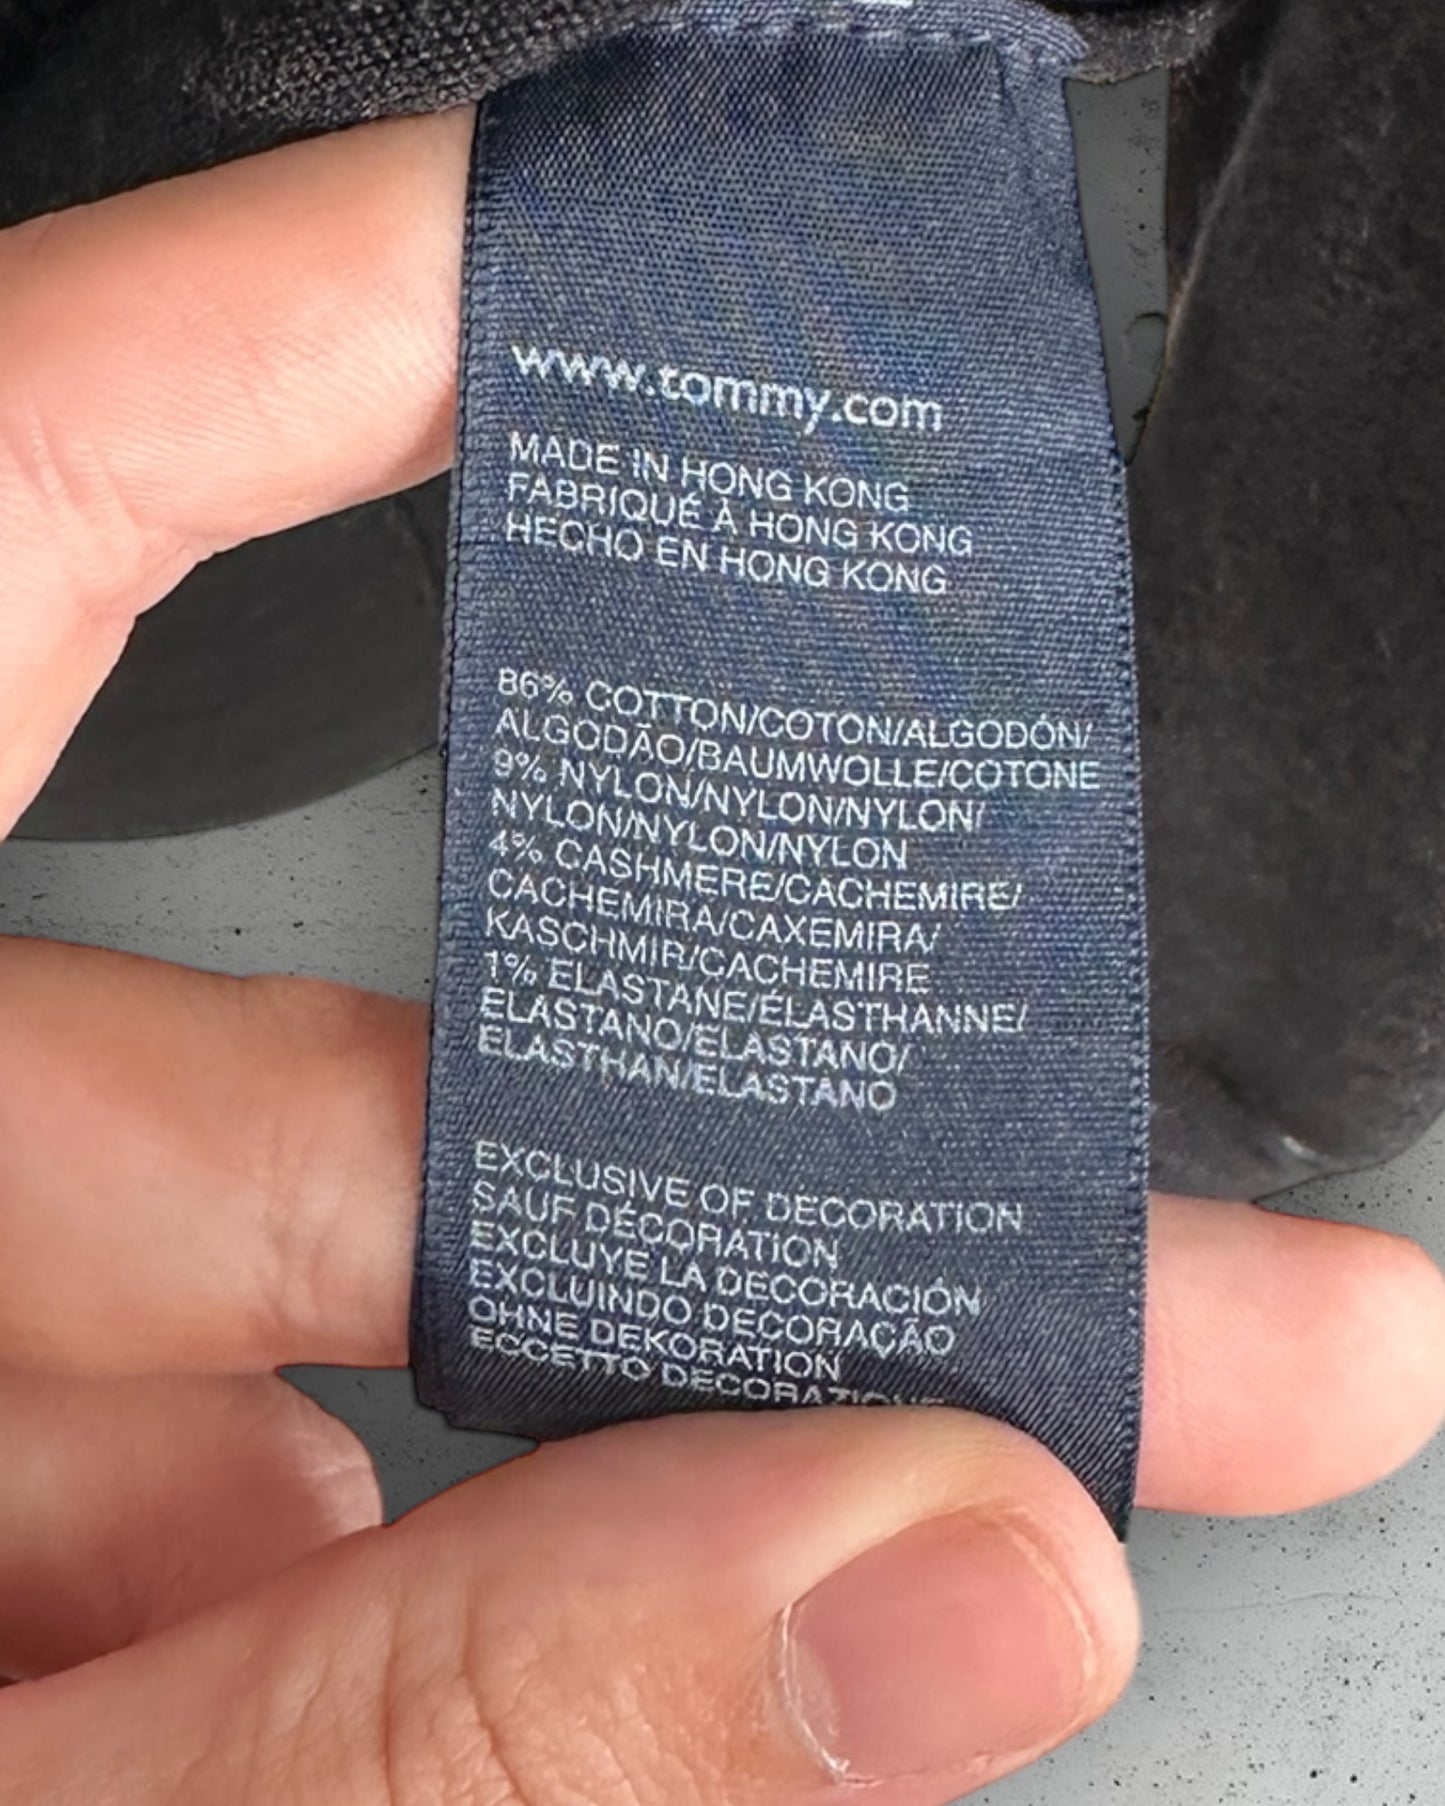 www.tommy.com
MADE IN HONG KONG
FABRIQUÉ À HONG KONG
HECHO EN HONG KONG
86% COTTON/COTON/ALGODÓN/
ALGODÃO/BAUMWOLLE/COTONE
9% NYLON/NYLON/NYLON/
NYLON/NYLON/NYLON
4% CASHMERE/CACHEMIRE/
CACHEMIRA/CAXEMIRA/
KASCHMIR/CACHEMIRE
1% ELASTANE/ÉLASTHANNE/
ELASTANO/ELASTANO/
ELASTHAN/ELASTANO
EXCLUSIVE OF DECORATION
SAUF DÉCORATION
EXCLUYE LA DECORACIÓN
EXCLUINDO DECORAÇÃO
OHNE DEKORATION
ECCETTO DECORAZIONE